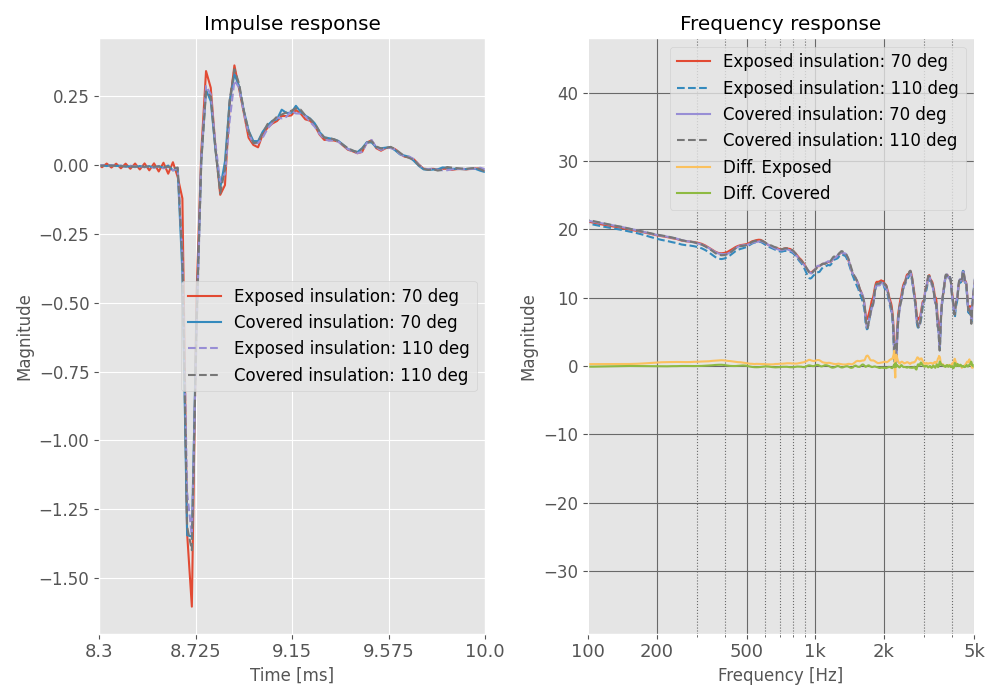 Impulse response
Magnitude
0.25
0.00
−0.25
−0.50
−0.75
−1.00
−1.25
−1.50
Exposed insulation: 70 deg
Covered insulation: 70 deg
Exposed insulation: 110 deg
Covered insulation: 110 deg
8.3 8.725 9.15 9.575 10.0
Time [ms]
Frequency response
Magnitude
40
30
20
10
0
−10
−20
−30
Exposed insulation: 70 deg
Exposed insulation: 110 deg
Covered insulation: 70 deg
Covered insulation: 110 deg
Diff. Exposed
Diff. Covered
100 200 500 1k 2k 5k
Frequency [Hz]